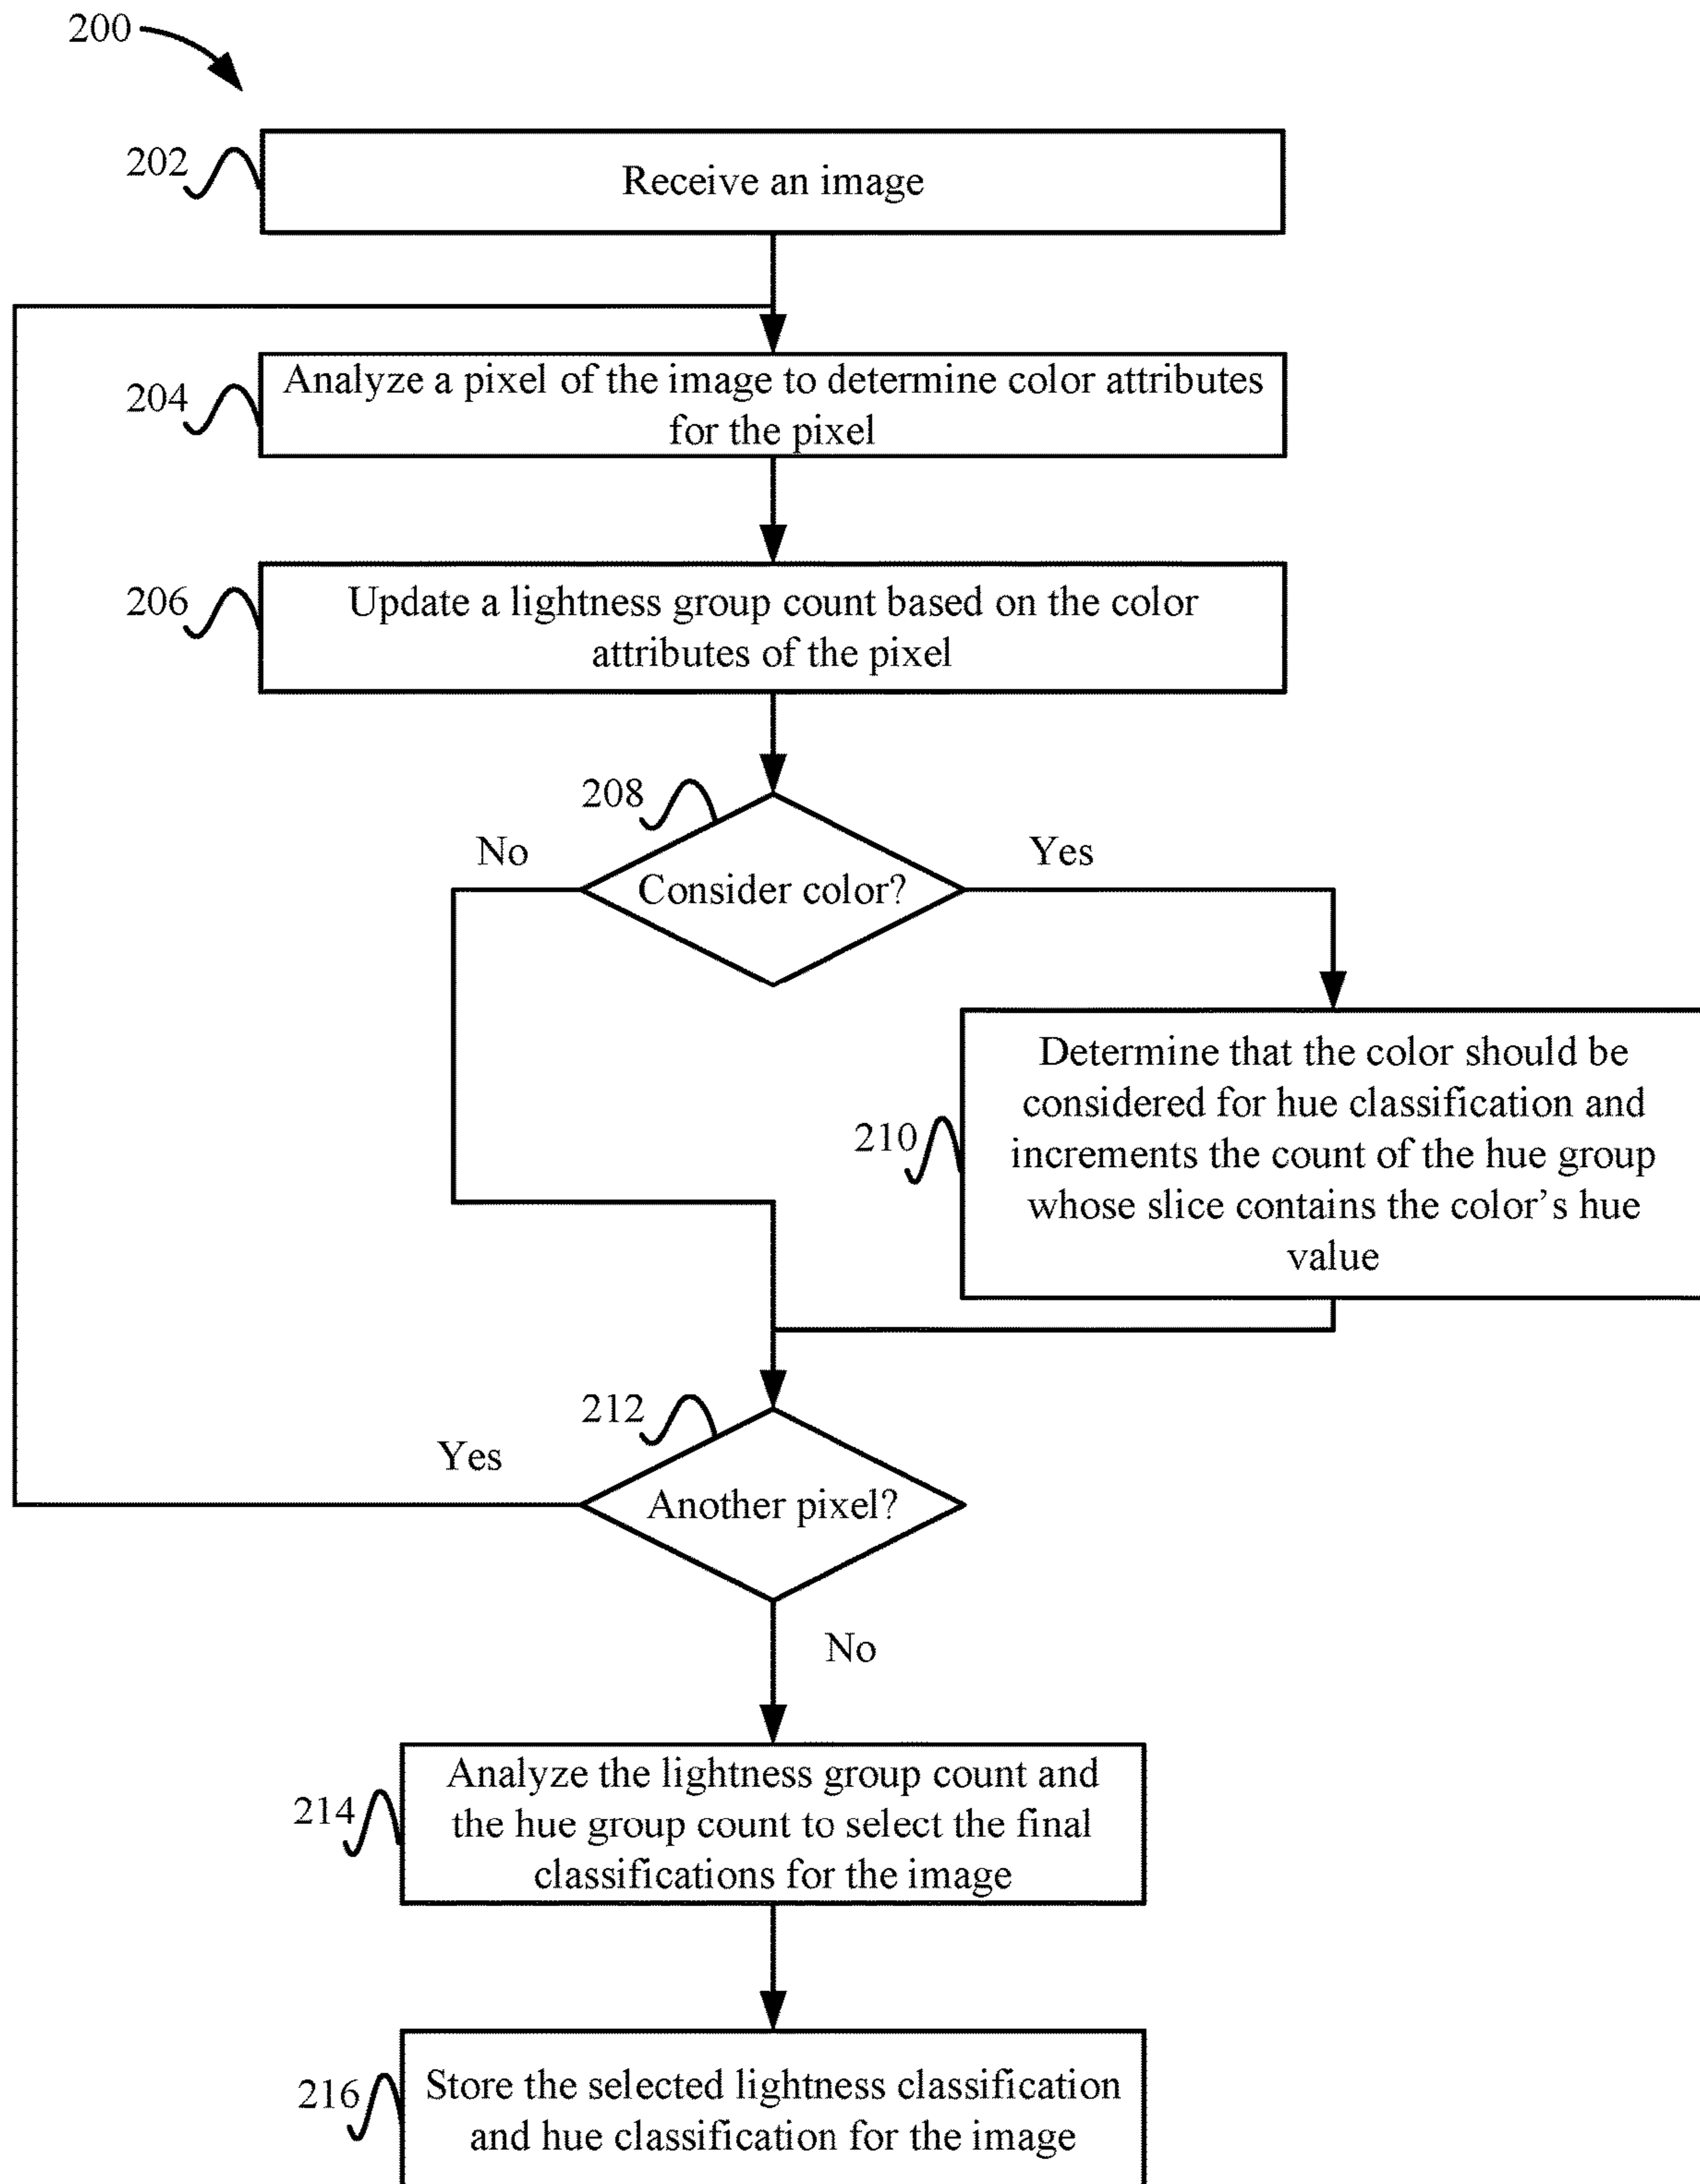 200
202
Receive an image
204
Analyze a pixel of the image to determine color attributes
for the pixel
206
Update a lightness group count based on the color
attributes of the pixel
208
No
Yes
Consider color?
210
Determine that the color should be
considered for hue classification and
increments the count of the hue group
whose slice contains the color's hue
value
212
Yes
Another pixel?
No
214
Analyze the lightness group count and
the hue group count to select the final
classifications for the image
216
Store the selected lightness classification
and hue classification for the image